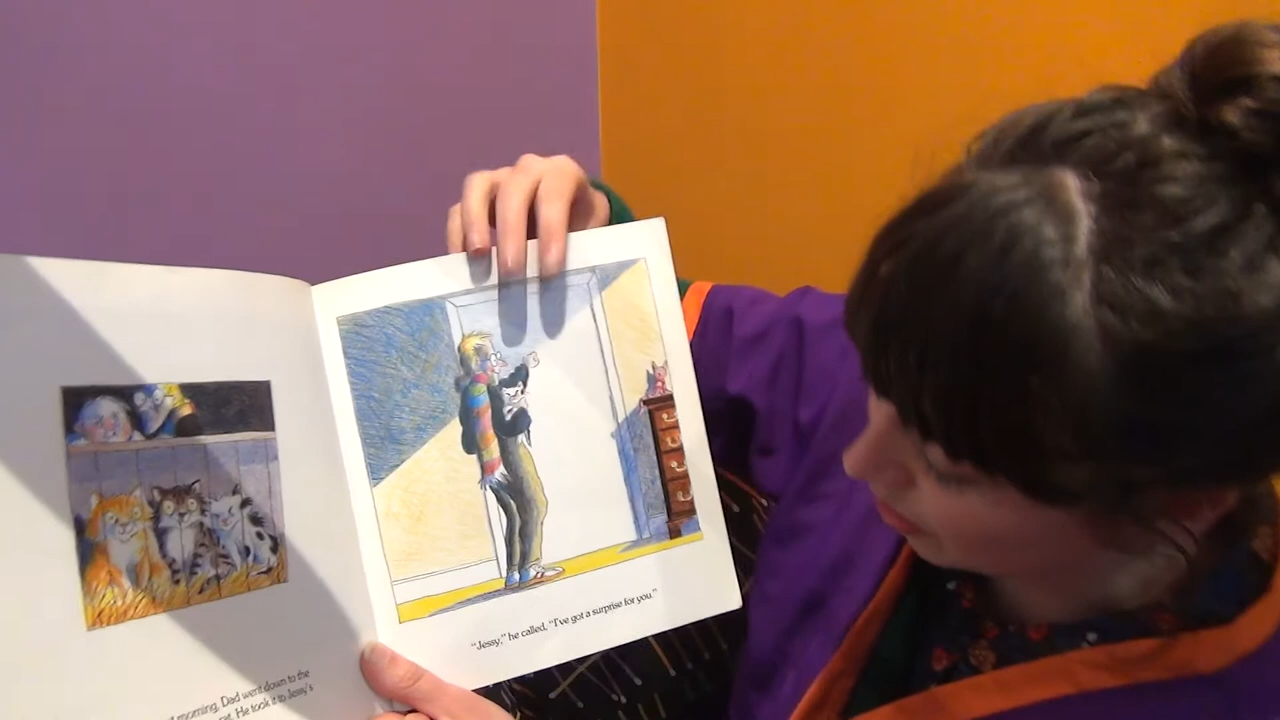 morning, Dad went down to the
He took it to Jessy's
"Jessy," he called, "I've got a surprise for you."